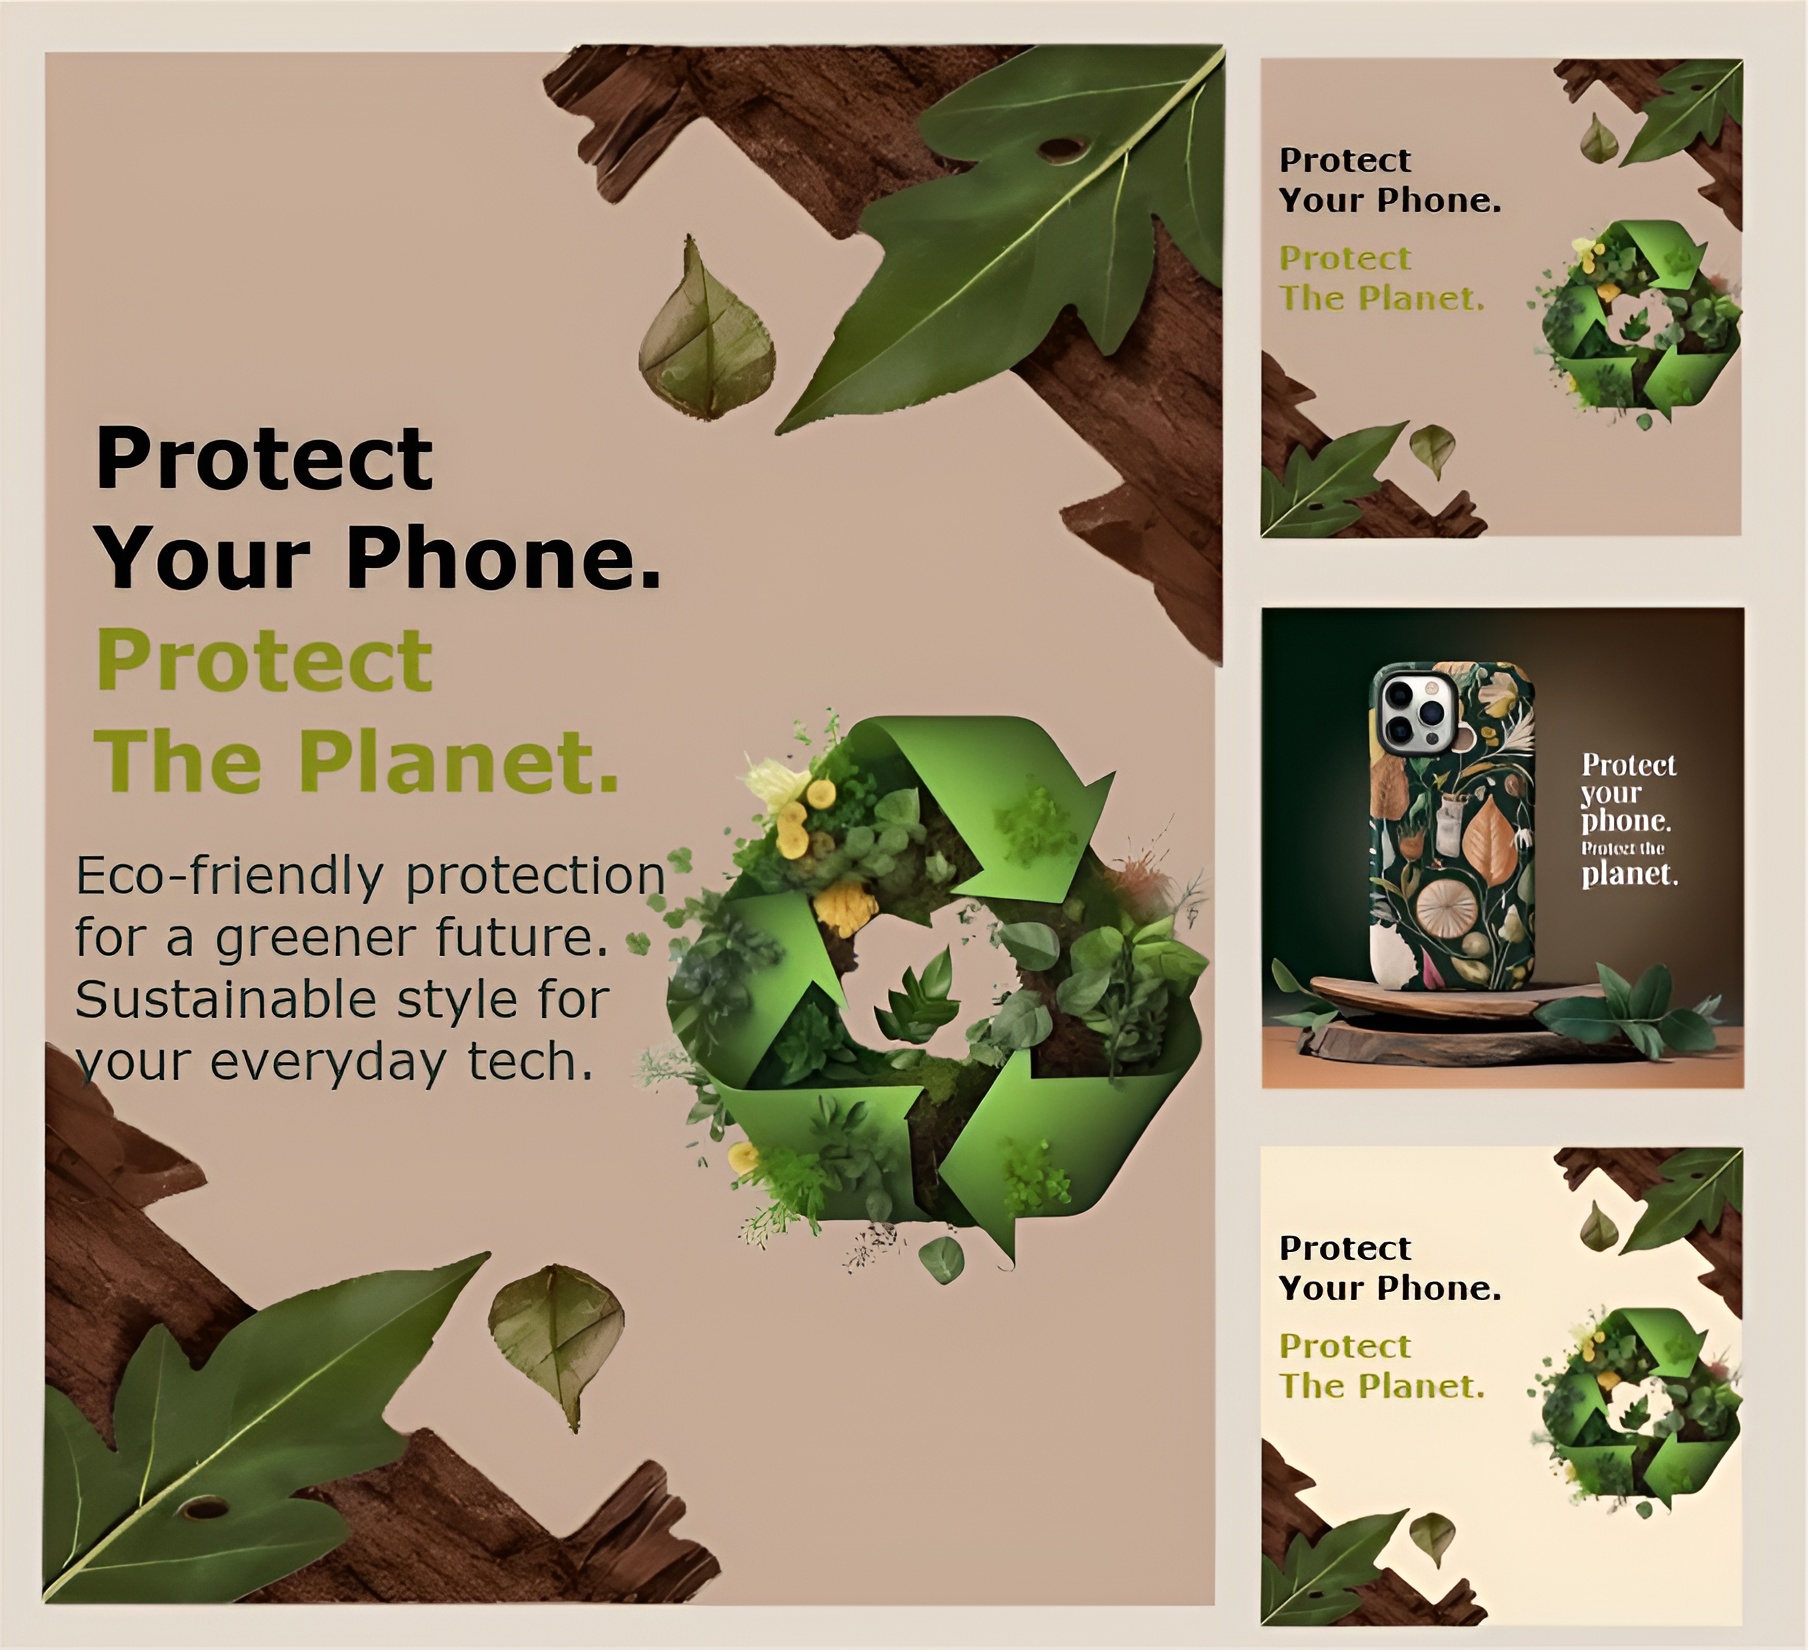 Protect
Your Phone.
Protect
The Planet.
Eco-friendly protection
for a greener future.
Sustainable style for
your everyday tech.
Protect
Your Phone.
Protect
The Planet.
Protect
your
phone.
Protect the
planet.
Protect
Your Phone.
Protect
The Planet.